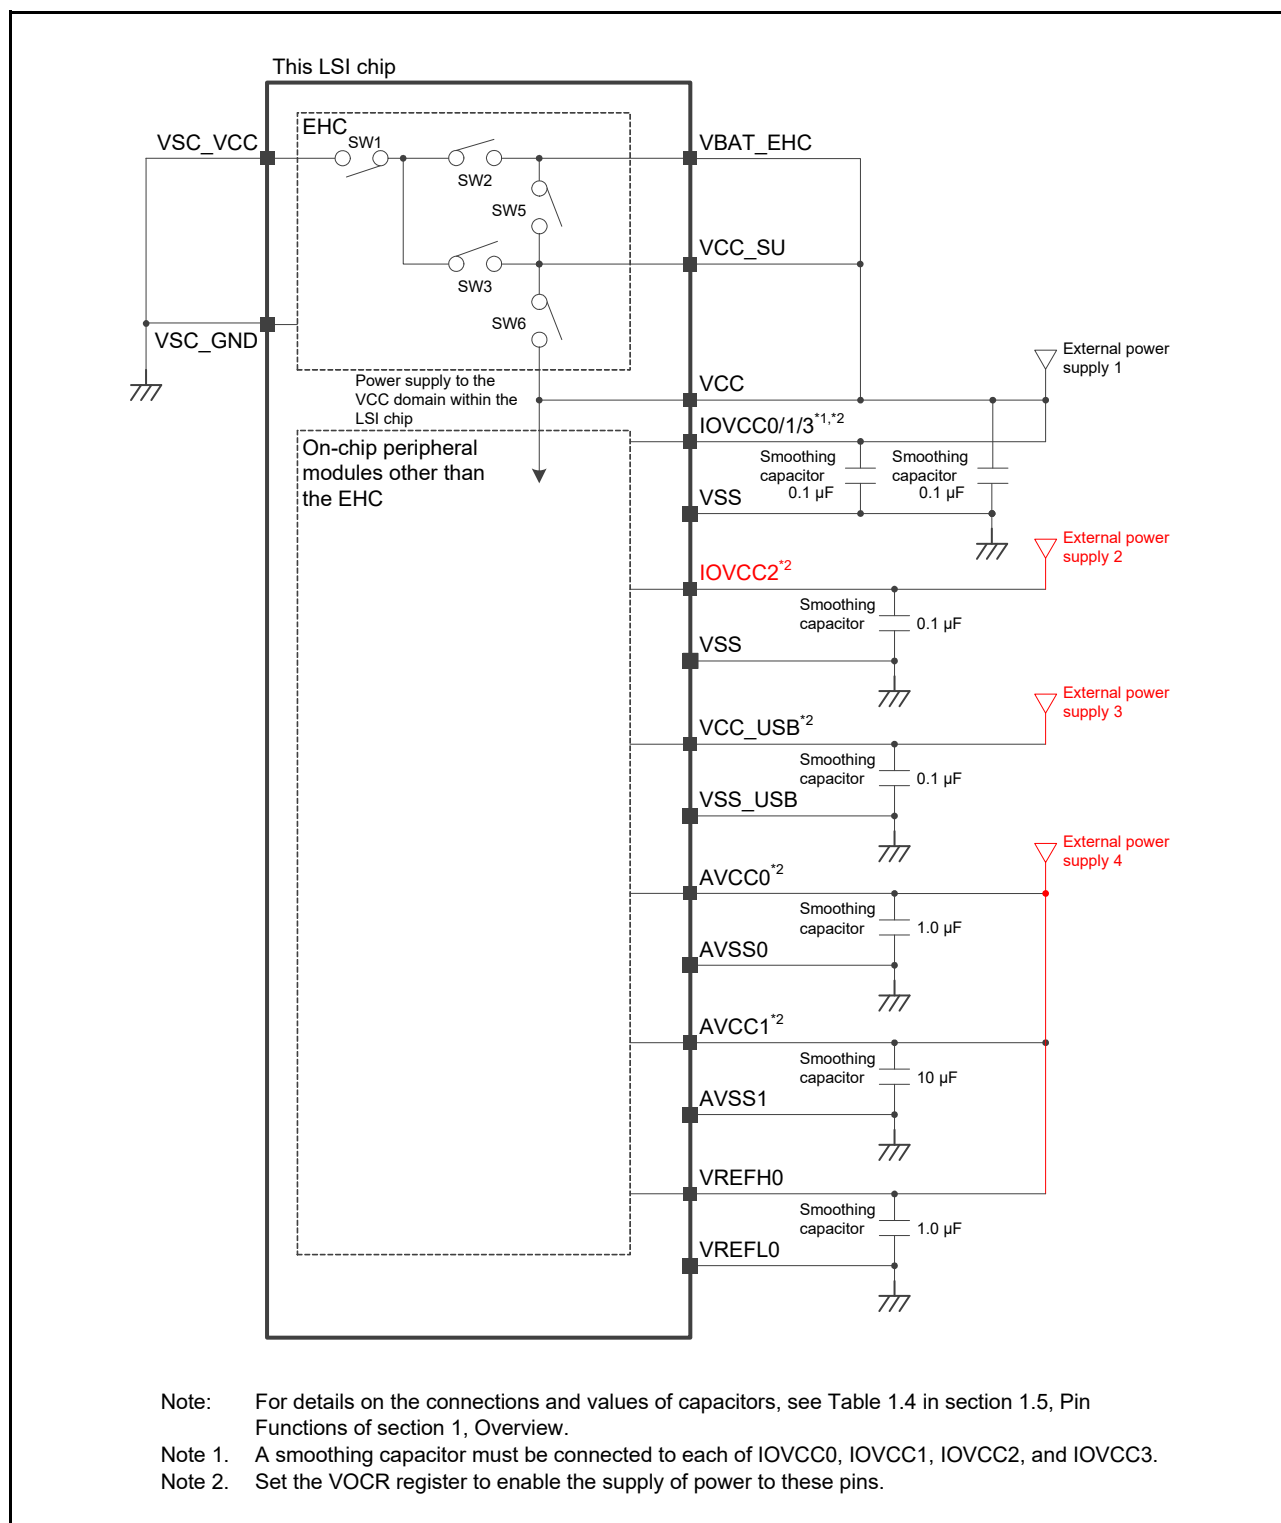 This LSI chip
EHC
VSC_VCC
SW1
SW2
VBAT_EHC
SW5
VCC_SU
SW3
SW6
VSC_GND
External power
supply 1
Power supply to the
VCC domain within the
LSI chip
VCC
IOVCC0/1/3*1,*2
On-chip peripheral
modules other than
the EHC
Smoothing
capacitor
0.1 µF
Smoothing
capacitor
0.1 µF
VSS
External power
supply 2
IOVCC2*2
Smoothing
capacitor
0.1 µF
VSS
External power
supply 3
VCC_USB*2
Smoothing
capacitor
0.1 µF
VSS_USB
External power
supply 4
AVCC0*2
Smoothing
capacitor
1.0 µF
AVSS0
AVCC1*2
Smoothing
capacitor
10 µF
AVSS1
VREFH0
Smoothing
capacitor
1.0 µF
VREFL0
Note: For details on the connections and values of capacitors, see Table 1.4 in section 1.5, Pin
Functions of section 1, Overview.
Note 1. A smoothing capacitor must be connected to each of IOVCC0, IOVCC1, IOVCC2, and IOVCC3.
Note 2. Set the VOCR register to enable the supply of power to these pins.